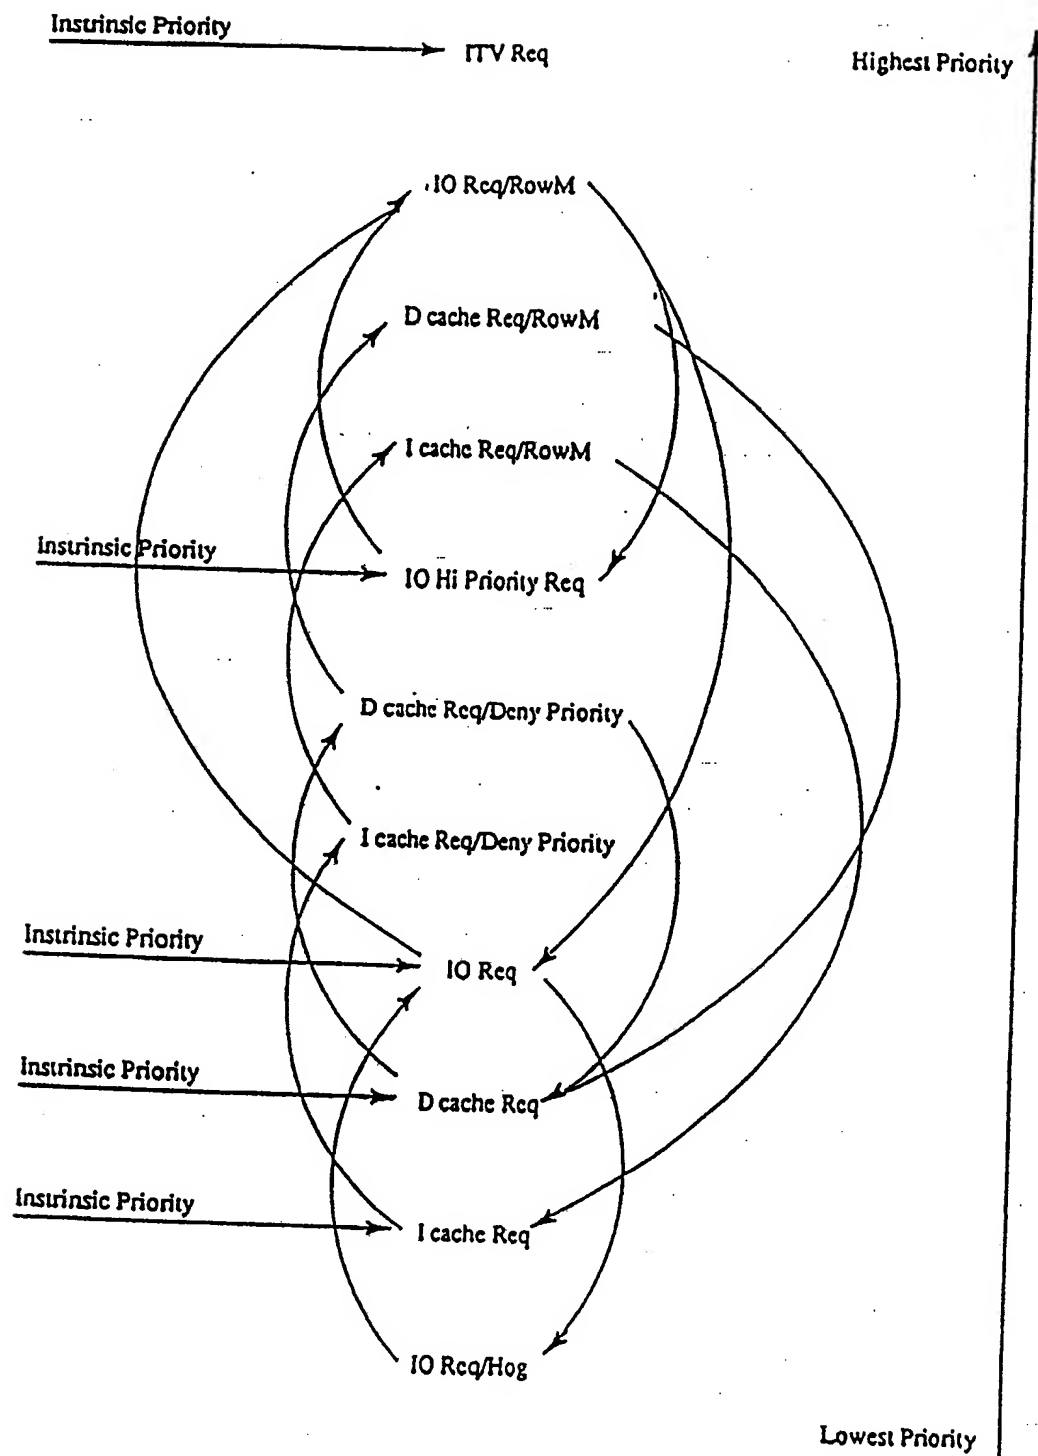 Instrinsic Priority
ITV Req
Highest Priority
IO Req/RowM
D cache Req/RowM
I cache Req/RowM
Instrinsic Priority
IO Hi Priority Req
D cache Req/Deny Priority
I cache Req/Deny Priority
Instrinsic Priority
IO Req
Instrinsic Priority
D cache Req
Instrinsic Priority
I cache Req
IO Req/Hog
Lowest Priority